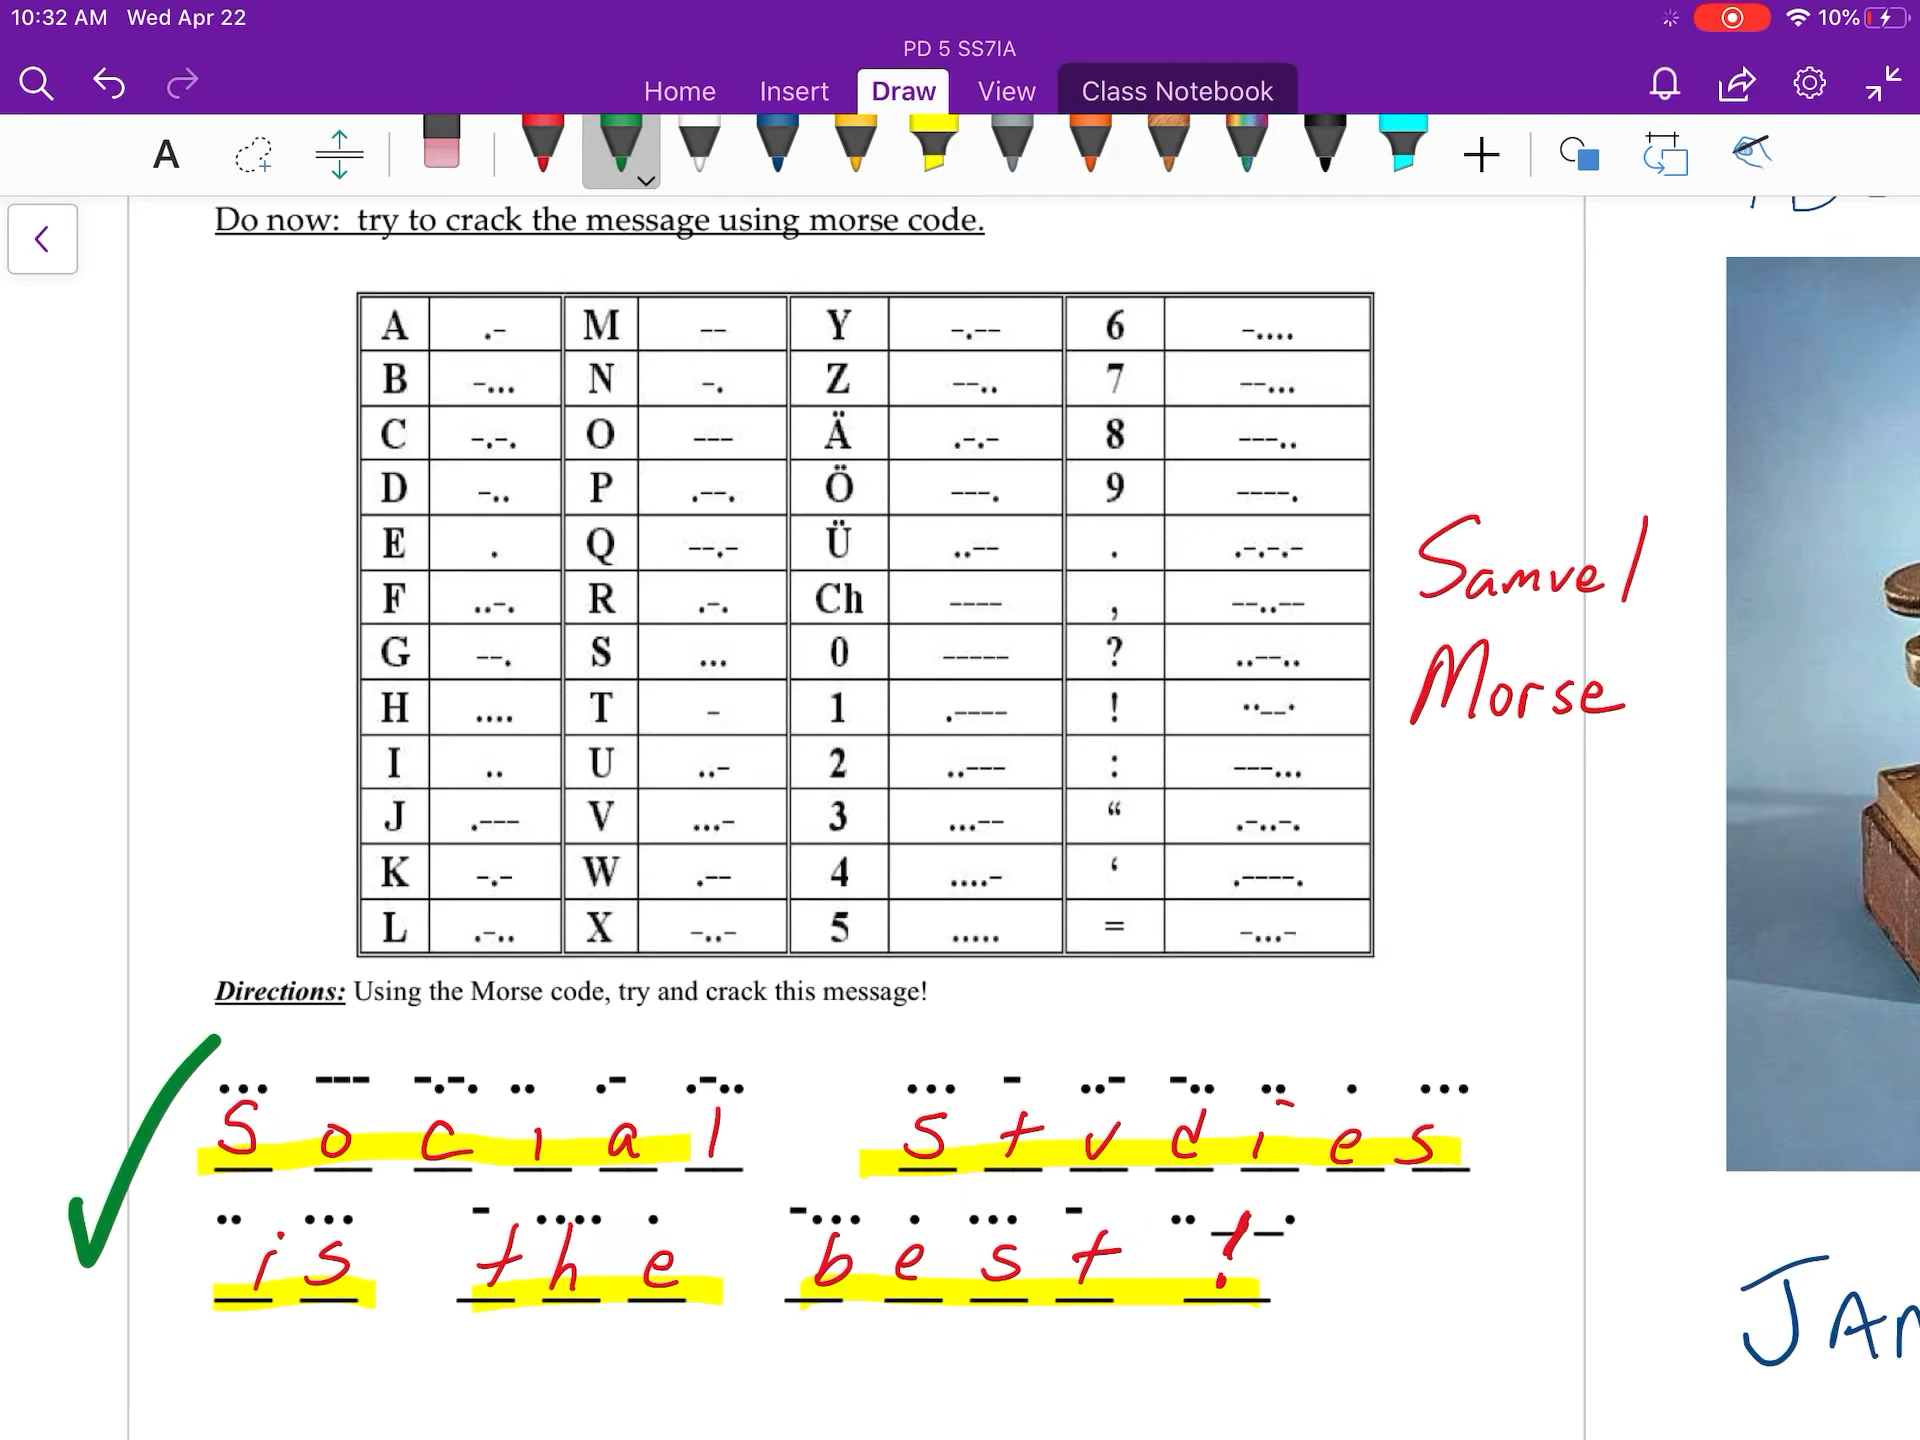 10:32 AM Wed Apr 22
10%
PD 5 SS7IA
Home Insert Draw View Class Notebook
A
Do now: try to crack the message using morse code.
A .- M -- Y -.-- 6 -....
B -... N -. Z --.. 7 --...
C -.-. O --- Ä .-.- 8 ---..
D -.. P .--. Ö ---. 9 ----.
E . Q --.- Ü ..-- . .-.-.-
F ..-. R .-. Ch ---- , --..--
G --. S ... 0 ----- ? ..--..
H .... T - 1 .---- ! ..--.
I .. U ..- 2 ..--- : ---...
J .--- V ...- 3 ...-- “ .-..-.
K -.- W .-- 4 ....- ‘ .----.
L .-.. X -..- 5 ..... = -...-
Samuel
Morse
Directions: Using the Morse code, try and crack this message!
... --- -.-. .. .- .-.. ... - ..- -.. .. . ...
Social studies
.. ... - .... . -... . ... - ..--.
is the best!
JAM